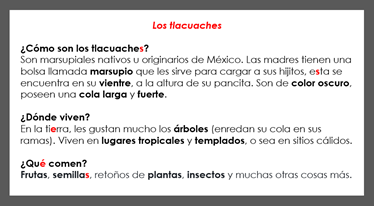 Los tlacuaches
¿Cómo son los tlacuaches?
Son marsupiales nativos u originarios de México. Las madres tienen una
bolsa llamada marsupio que les sirve para cargar a sus hijitos, esta se
encuentra en su vientre, a la altura de su pancita. Son de color oscuro,
poseen una cola larga y fuerte.
¿Dónde viven?
En la tierra, les gustan mucho los árboles (enredan su cola en sus
ramas). Viven en lugares tropicales y templados, o sea en sitios cálidos.
¿Qué comen?
Frutas, semillas, retoños de plantas, insectos y muchas otras cosas más.